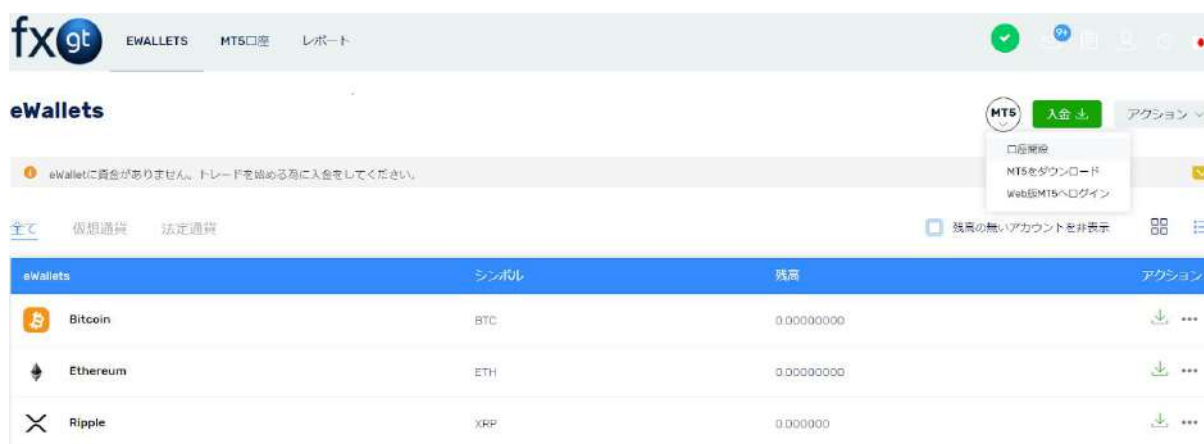 fxgt EWALLETS MT5口座 レポート
9+
eWallets
MT5 入金 アクション
口座開設
MT5をダウンロード
Web版MT5へログイン
eWalletに資金がありません。トレードを始める為に入金をしてください。
全て 仮想通貨 法定通貨 残高の無いアカウントを非表示
eWallets シンボル 残高 アクション
Bitcoin BTC 0.00000000
Ethereum ETH 0.00000000
Ripple XRP 0.000000